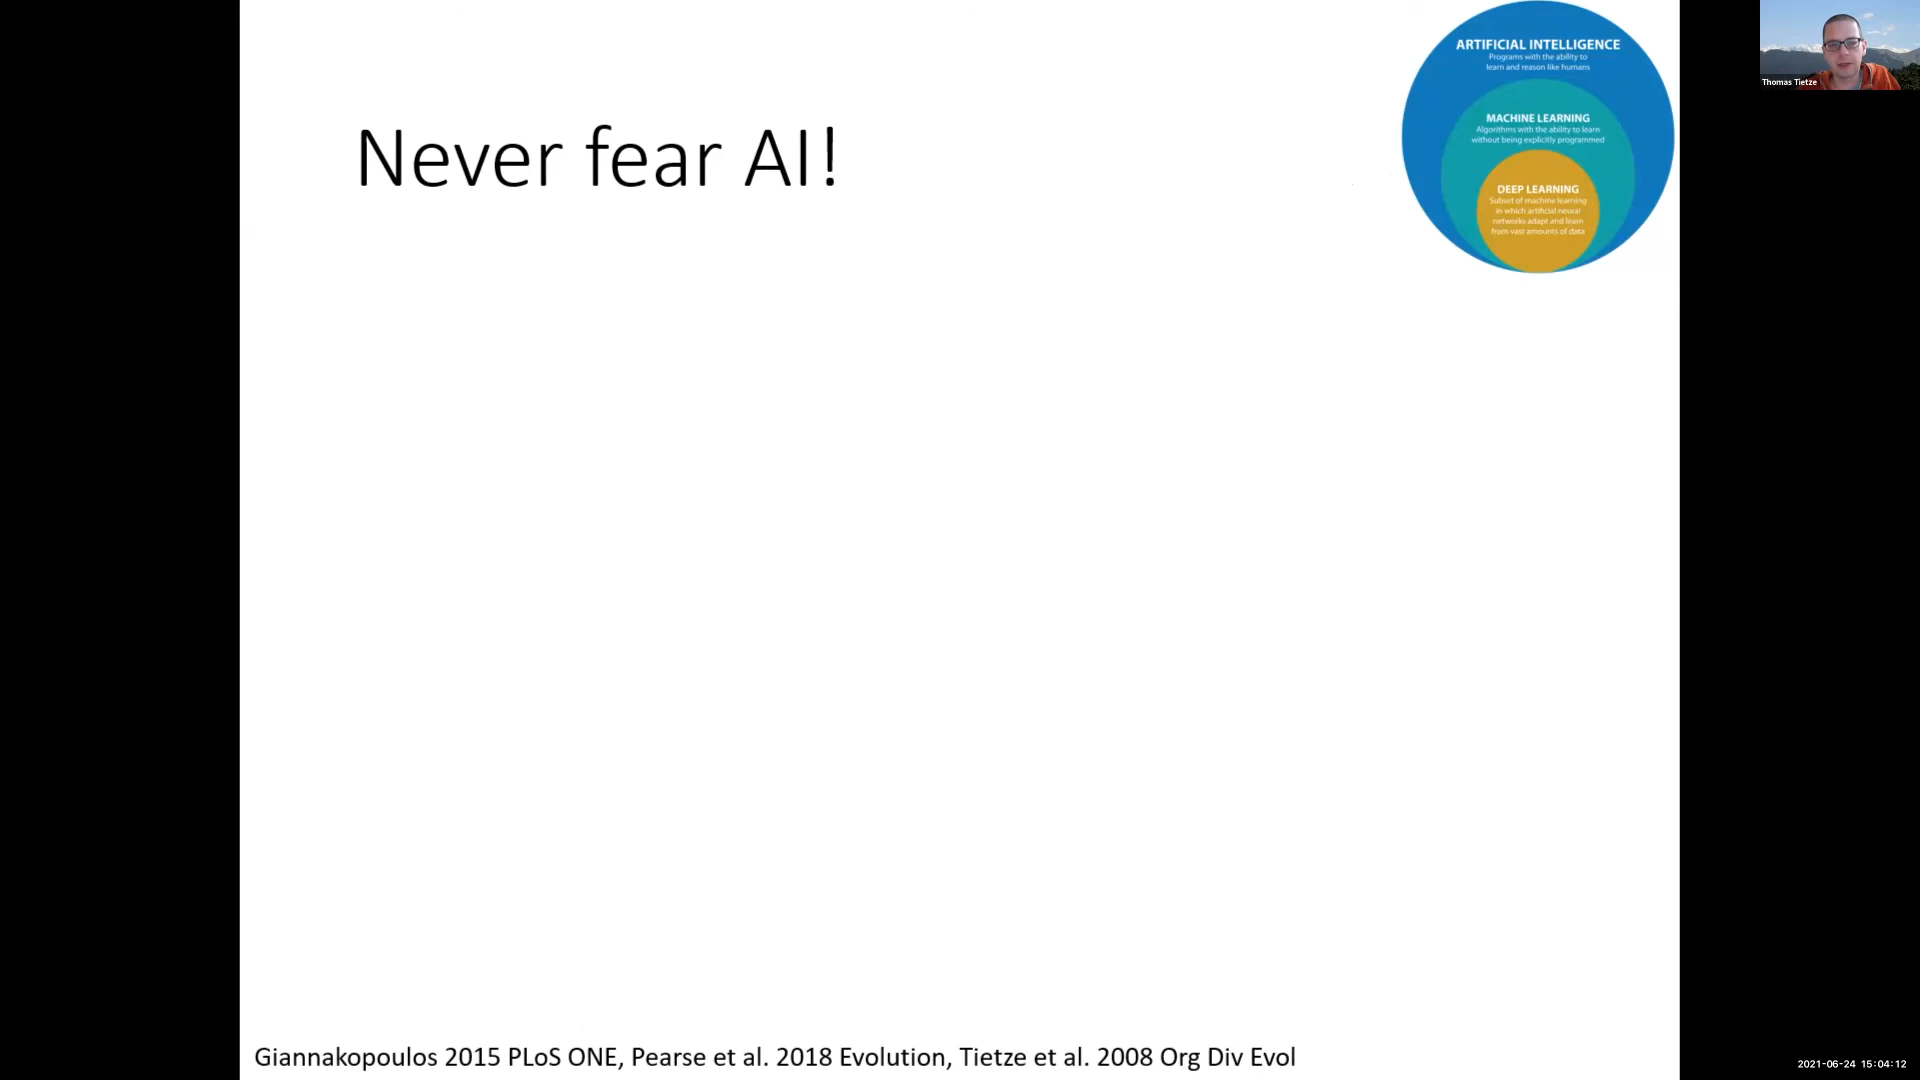 Never fear AI!
ARTIFICIAL INTELLIGENCE
Programs with the ability to
learn and reason like humans
MACHINE LEARNING
Algorithms with the ability to learn
without being explicitly programmed
DEEP LEARNING
Subset of machine learning
in which artificial neural
networks adapt and learn
from vast amounts of data
Thomas Tietze
Giannakopoulos 2015 PLoS ONE, Pearse et al. 2018 Evolution, Tietze et al. 2008 Org Div Evol
2021-06-24 15:04:12